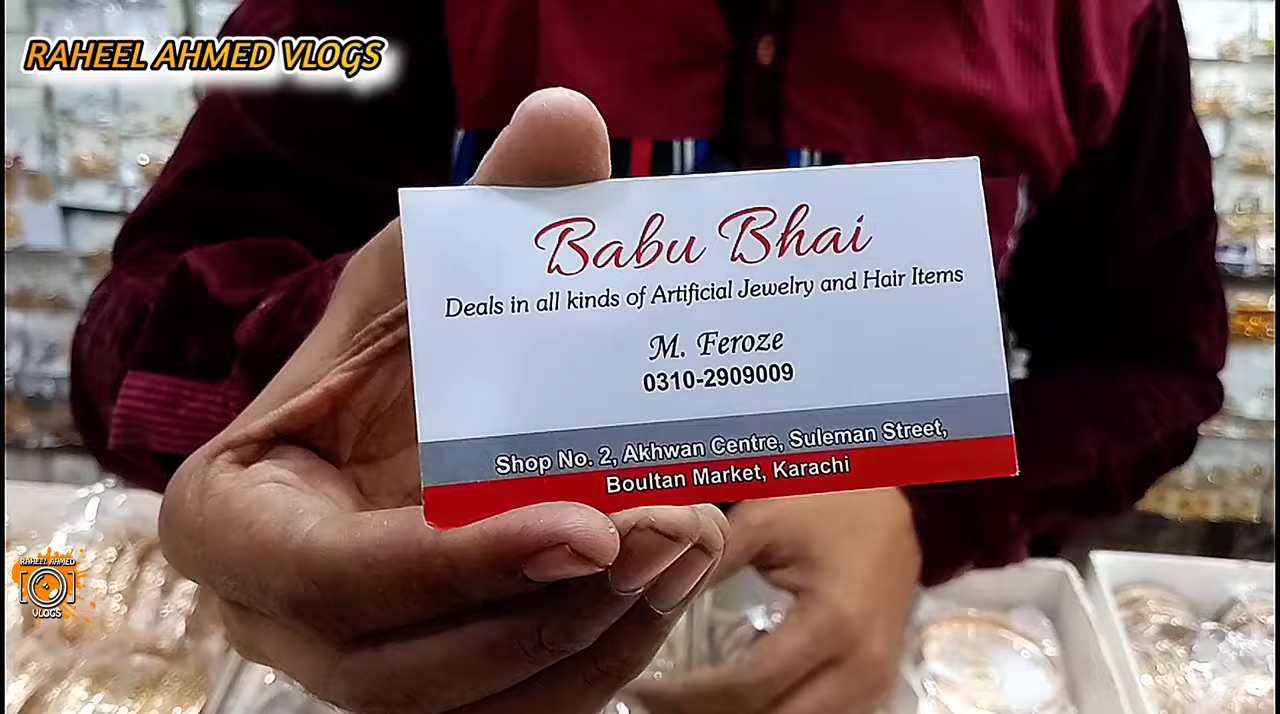 RAHEEL AHMED VLOGS
Babu Bhai
Deals in all kinds of Artificial Jewelry and Hair Items
M. Feroze
0310-2909009
Shop No. 2, Akhwan Centre, Suleman Street,
Boultan Market, Karachi
RAHEEL AHMED
VLOGS